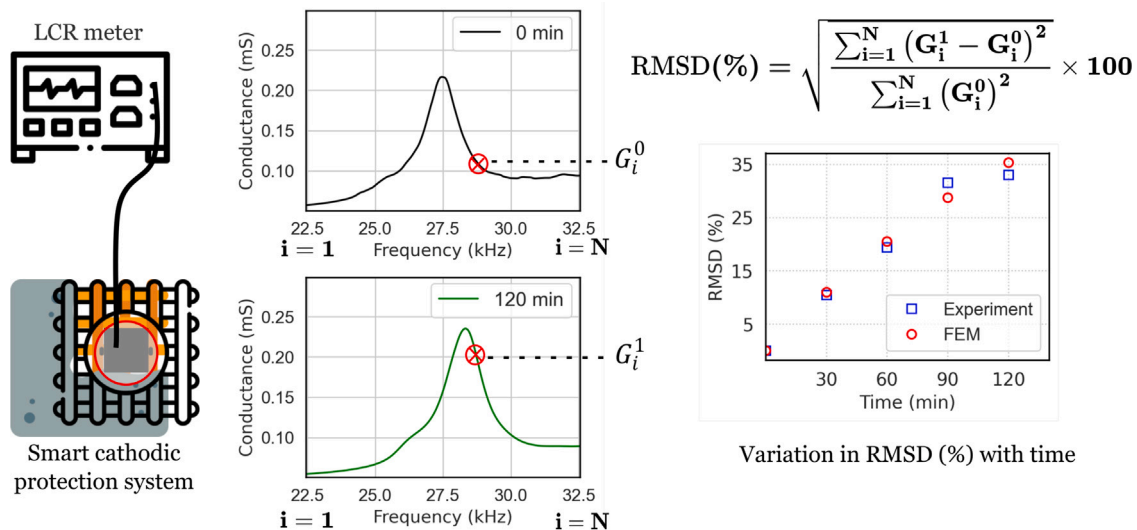 LCR meter
Smart cathodic
protection system
Conductance (mS)
0.25
0.20
0.15
0.10
0 min
22.5 25.0 27.5 30.0 32.5
i = 1 Frequency (kHz) i = N
G_i^0
Conductance (mS)
0.25
0.20
0.15
0.10
120 min
22.5 25.0 27.5 30.0 32.5
i = 1 Frequency (kHz) i = N
G_i^1
RMSD(%) = √(∑_{i=1}^{N} (G_i^1 − G_i^0)^2 / ∑_{i=1}^{N} (G_i^0)^2) × 100
RMSD (%)
35
25
15
5
Experiment
FEM
30 60 90 120
Time (min)
Variation in RMSD (%) with time